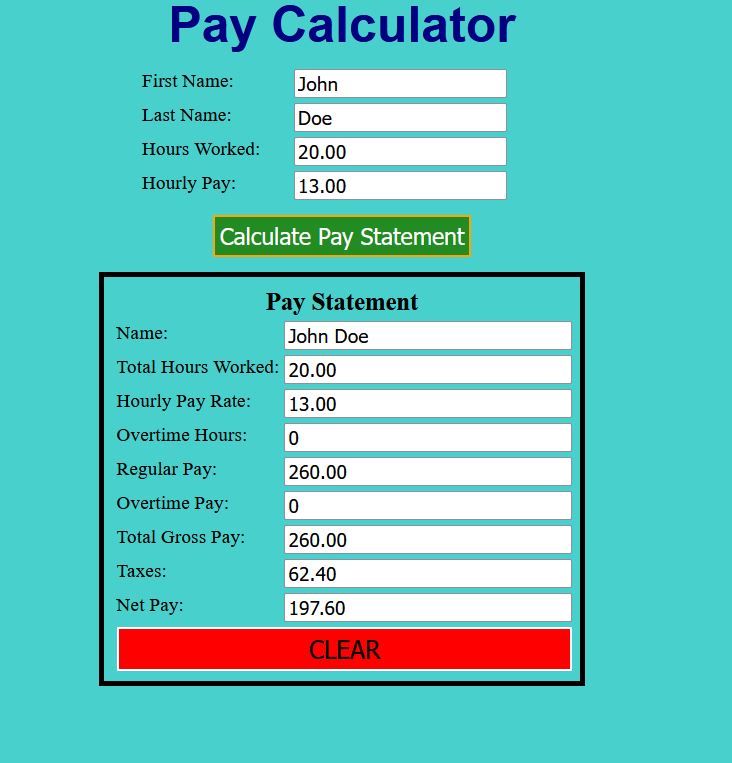 Pay Calculator
First Name: John
Last Name: Doe
Hours Worked: 20.00
Hourly Pay: 13.00
Calculate Pay Statement
Pay Statement
Name: John Doe
Total Hours Worked: 20.00
Hourly Pay Rate: 13.00
Overtime Hours: 0
Regular Pay: 260.00
Overtime Pay: 0
Total Gross Pay: 260.00
Taxes: 62.40
Net Pay: 197.60
CLEAR